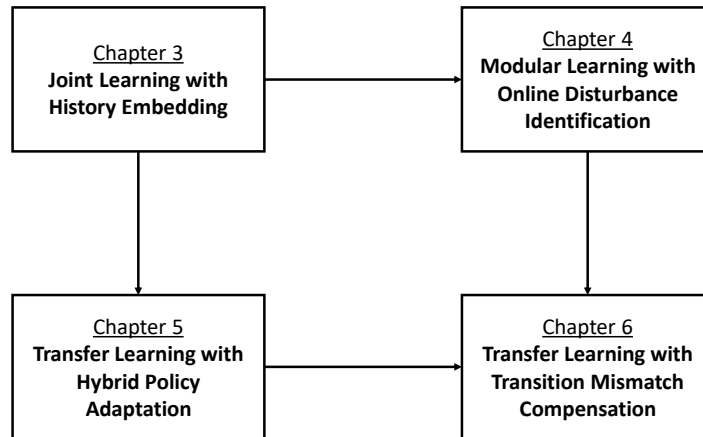 Chapter 3
Joint Learning with
History Embedding
Chapter 4
Modular Learning with
Online Disturbance
Identification
Chapter 5
Transfer Learning with
Hybrid Policy
Adaptation
Chapter 6
Transfer Learning with
Transition Mismatch
Compensation